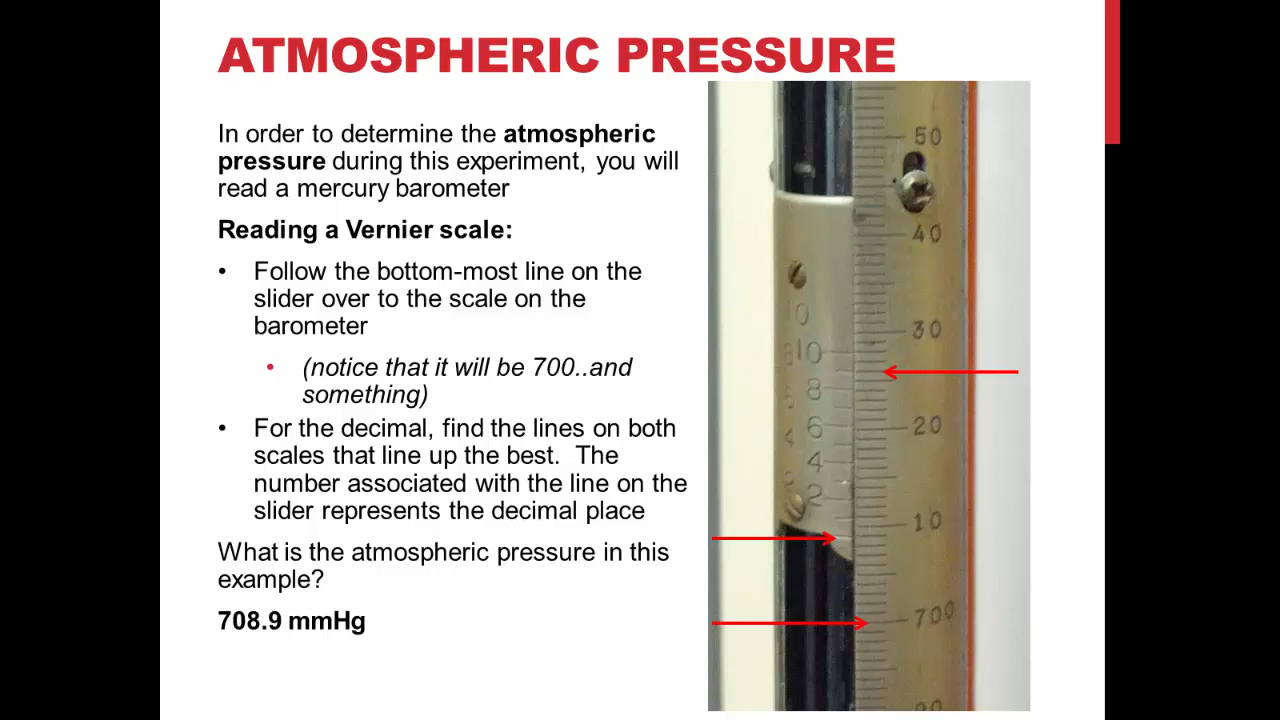 ATMOSPHERIC PRESSURE
In order to determine the atmospheric
pressure during this experiment, you will
read a mercury barometer
Reading a Vernier scale:
• Follow the bottom-most line on the
slider over to the scale on the
barometer
• (notice that it will be 700..and
something)
• For the decimal, find the lines on both
scales that line up the best. The
number associated with the line on the
slider represents the decimal place
What is the atmospheric pressure in this
example?
708.9 mmHg
50
40
10
30
10
8
20
6
4
2
10
700